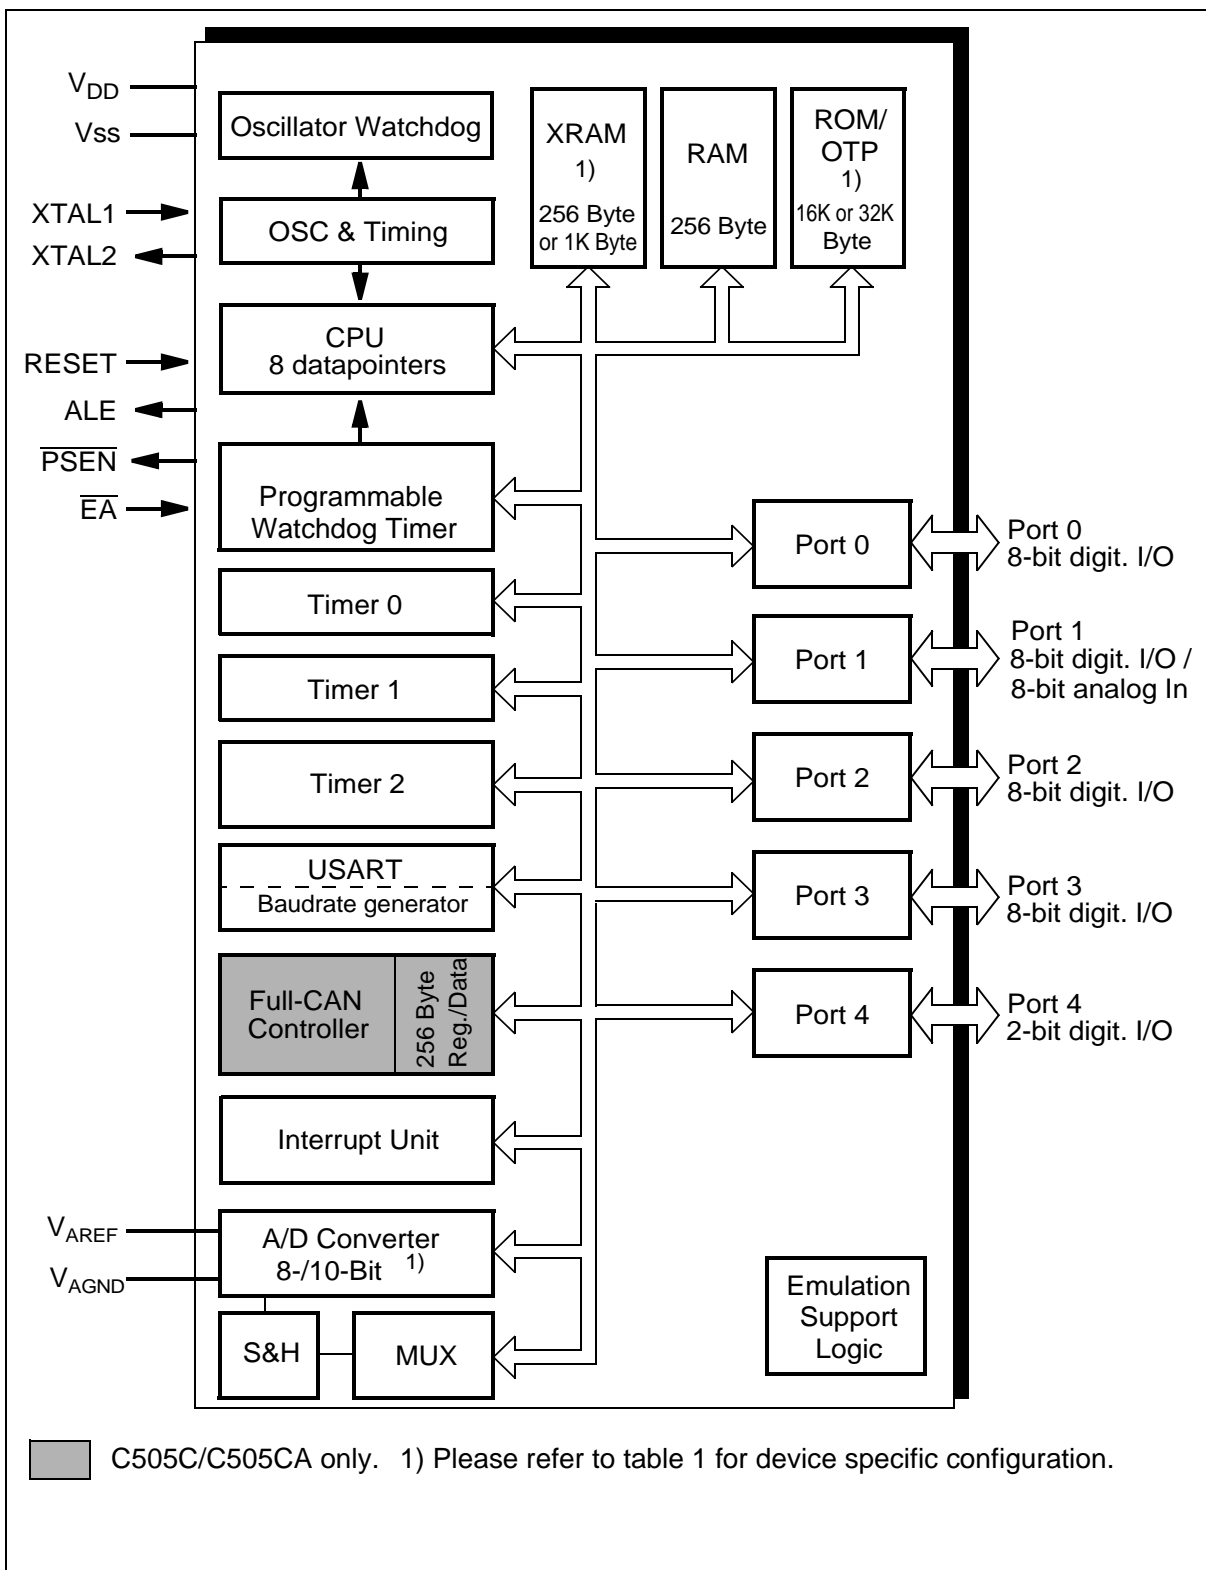 V_DD
Vss
XTAL1
XTAL2
RESET
ALE
PSEN
EA
V_AREF
V_AGND
Oscillator Watchdog
OSC & Timing
CPU
8 datapointers
Programmable
Watchdog Timer
Timer 0
Timer 1
Timer 2
USART
Baudrate generator
Full-CAN
Controller
256 Byte
Reg./Data
Interrupt Unit
A/D Converter
8-/10-Bit 1)
S&H
MUX
XRAM
1)
256 Byte
or 1K Byte
RAM
256 Byte
ROM/
OTP
1)
16K or 32K
Byte
Port 0
Port 1
Port 2
Port 3
Port 4
Port 0
8-bit digit. I/O
Port 1
8-bit digit. I/O /
8-bit analog In
Port 2
8-bit digit. I/O
Port 3
8-bit digit. I/O
Port 4
2-bit digit. I/O
Emulation
Support
Logic
C505C/C505CA only. 1) Please refer to table 1 for device specific configuration.